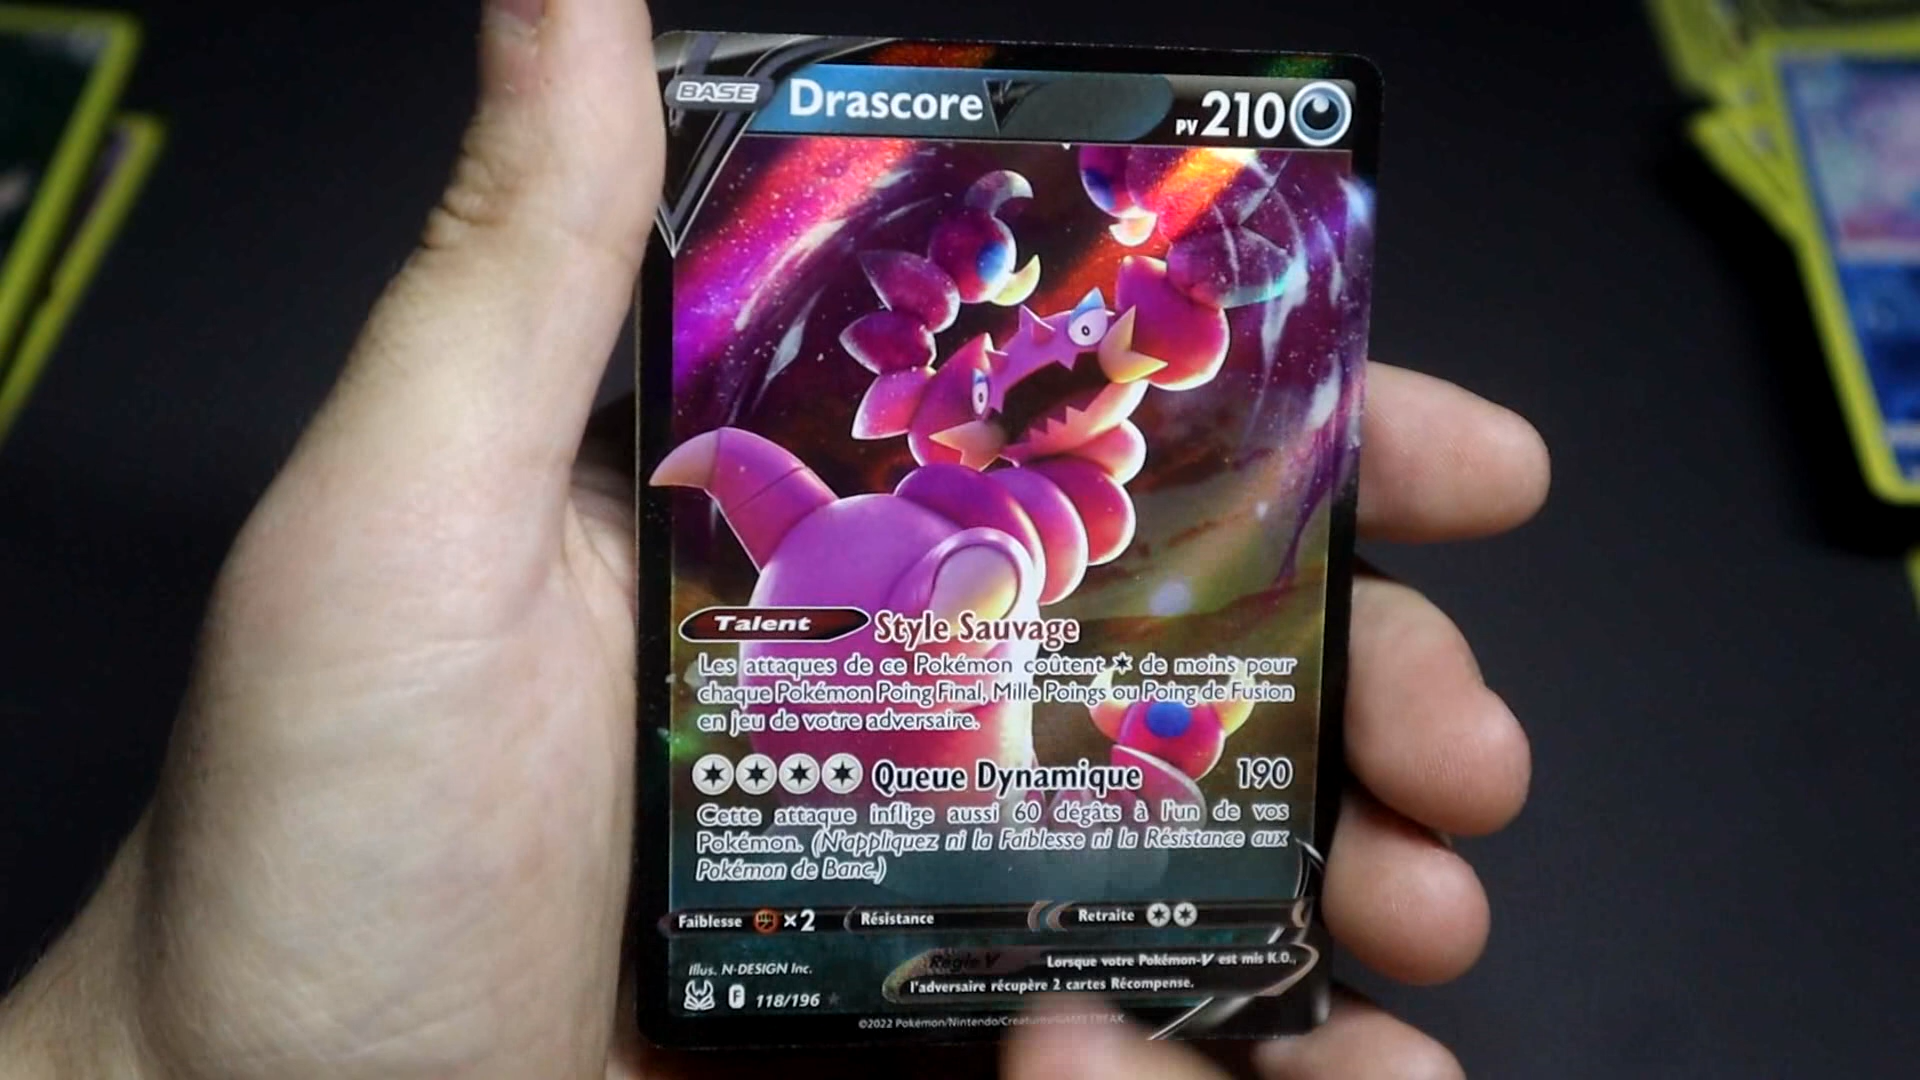 BASE Drascore V PV 210
Talent Style Sauvage
Les attaques de ce Pokémon coûtent de moins pour
chaque Pokémon Poing Final, Mille Poings ou Poing de Fusion
en jeu de votre adversaire.
Queue Dynamique 190
Cette attaque inflige aussi 60 dégâts à l'un de vos
Pokémon. (N'appliquez ni la Faiblesse ni la Résistance aux
Pokémon de Banc.)
Faiblesse ×2 Résistance Retraite
Illus. N-DESIGN Inc.
Règle V Lorsque votre Pokémon-V est mis K.O.,
l'adversaire récupère 2 cartes Récompense.
F 118/196
©2022 Pokémon/Nintendo/Creatures/GAME FREAK